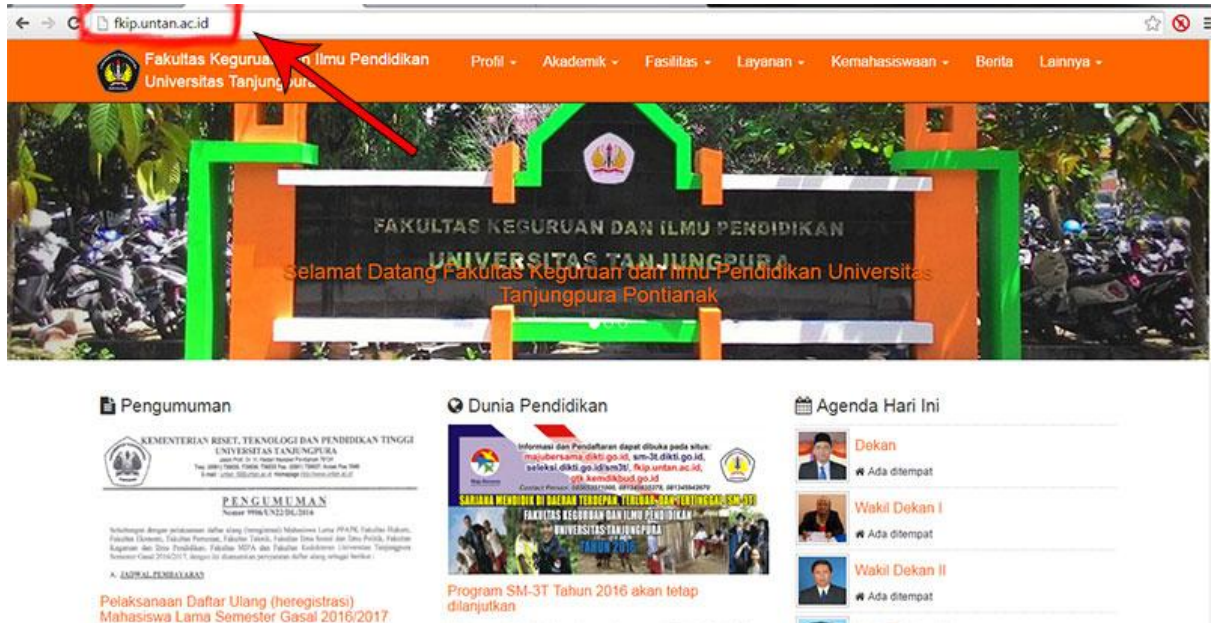 fkip.untan.ac.id
Fakultas Keguruan dan Ilmu Pendidikan
Universitas Tanjungpura
Profil
Akademik
Fasilitas
Layanan
Kemahasiswaan
Berita
Lainnya
FAKULTAS KEGURUAN DAN ILMU PENDIDIKAN
UNIVERSITAS TANJUNGPURA
Selamat Datang Fakultas Keguruan dan Ilmu Pendidikan Universitas
Tanjungpura Pontianak
Pengumuman
KEMENTERIAN RISET, TEKNOLOGI DAN PENDIDIKAN TINGGI
UNIVERSITAS TANJUNGPURA
PENGUMUMAN
A. JADWAL PEMBAYARAN
Pelaksanaan Daftar Ulang (heregistrasi)
Mahasiswa Lama Semester Gasal 2016/2017
Dunia Pendidikan
Informasi dan Pendaftaran dapat dibuka pada situs:
majubersama.dikti.go.id, sm-3t.dikti.go.id,
seleksi.dikti.go.id/sm3t/, fkip.untan.ac.id,
gtk.kemdikbud.go.id
SARJANA MENDIDIK DI DAERAH TERDEPAN, TERLUAR, DAN TERTINGGAL (SM-3T)
FAKULTAS KEGURUAN DAN ILMU PENDIDIKAN
UNIVERSITAS TANJUNGPURA
TAHUN 2016
Program SM-3T Tahun 2016 akan tetap
dilanjutkan
Agenda Hari Ini
Dekan
Ada ditempat
Wakil Dekan I
Ada ditempat
Wakil Dekan II
Ada ditempat